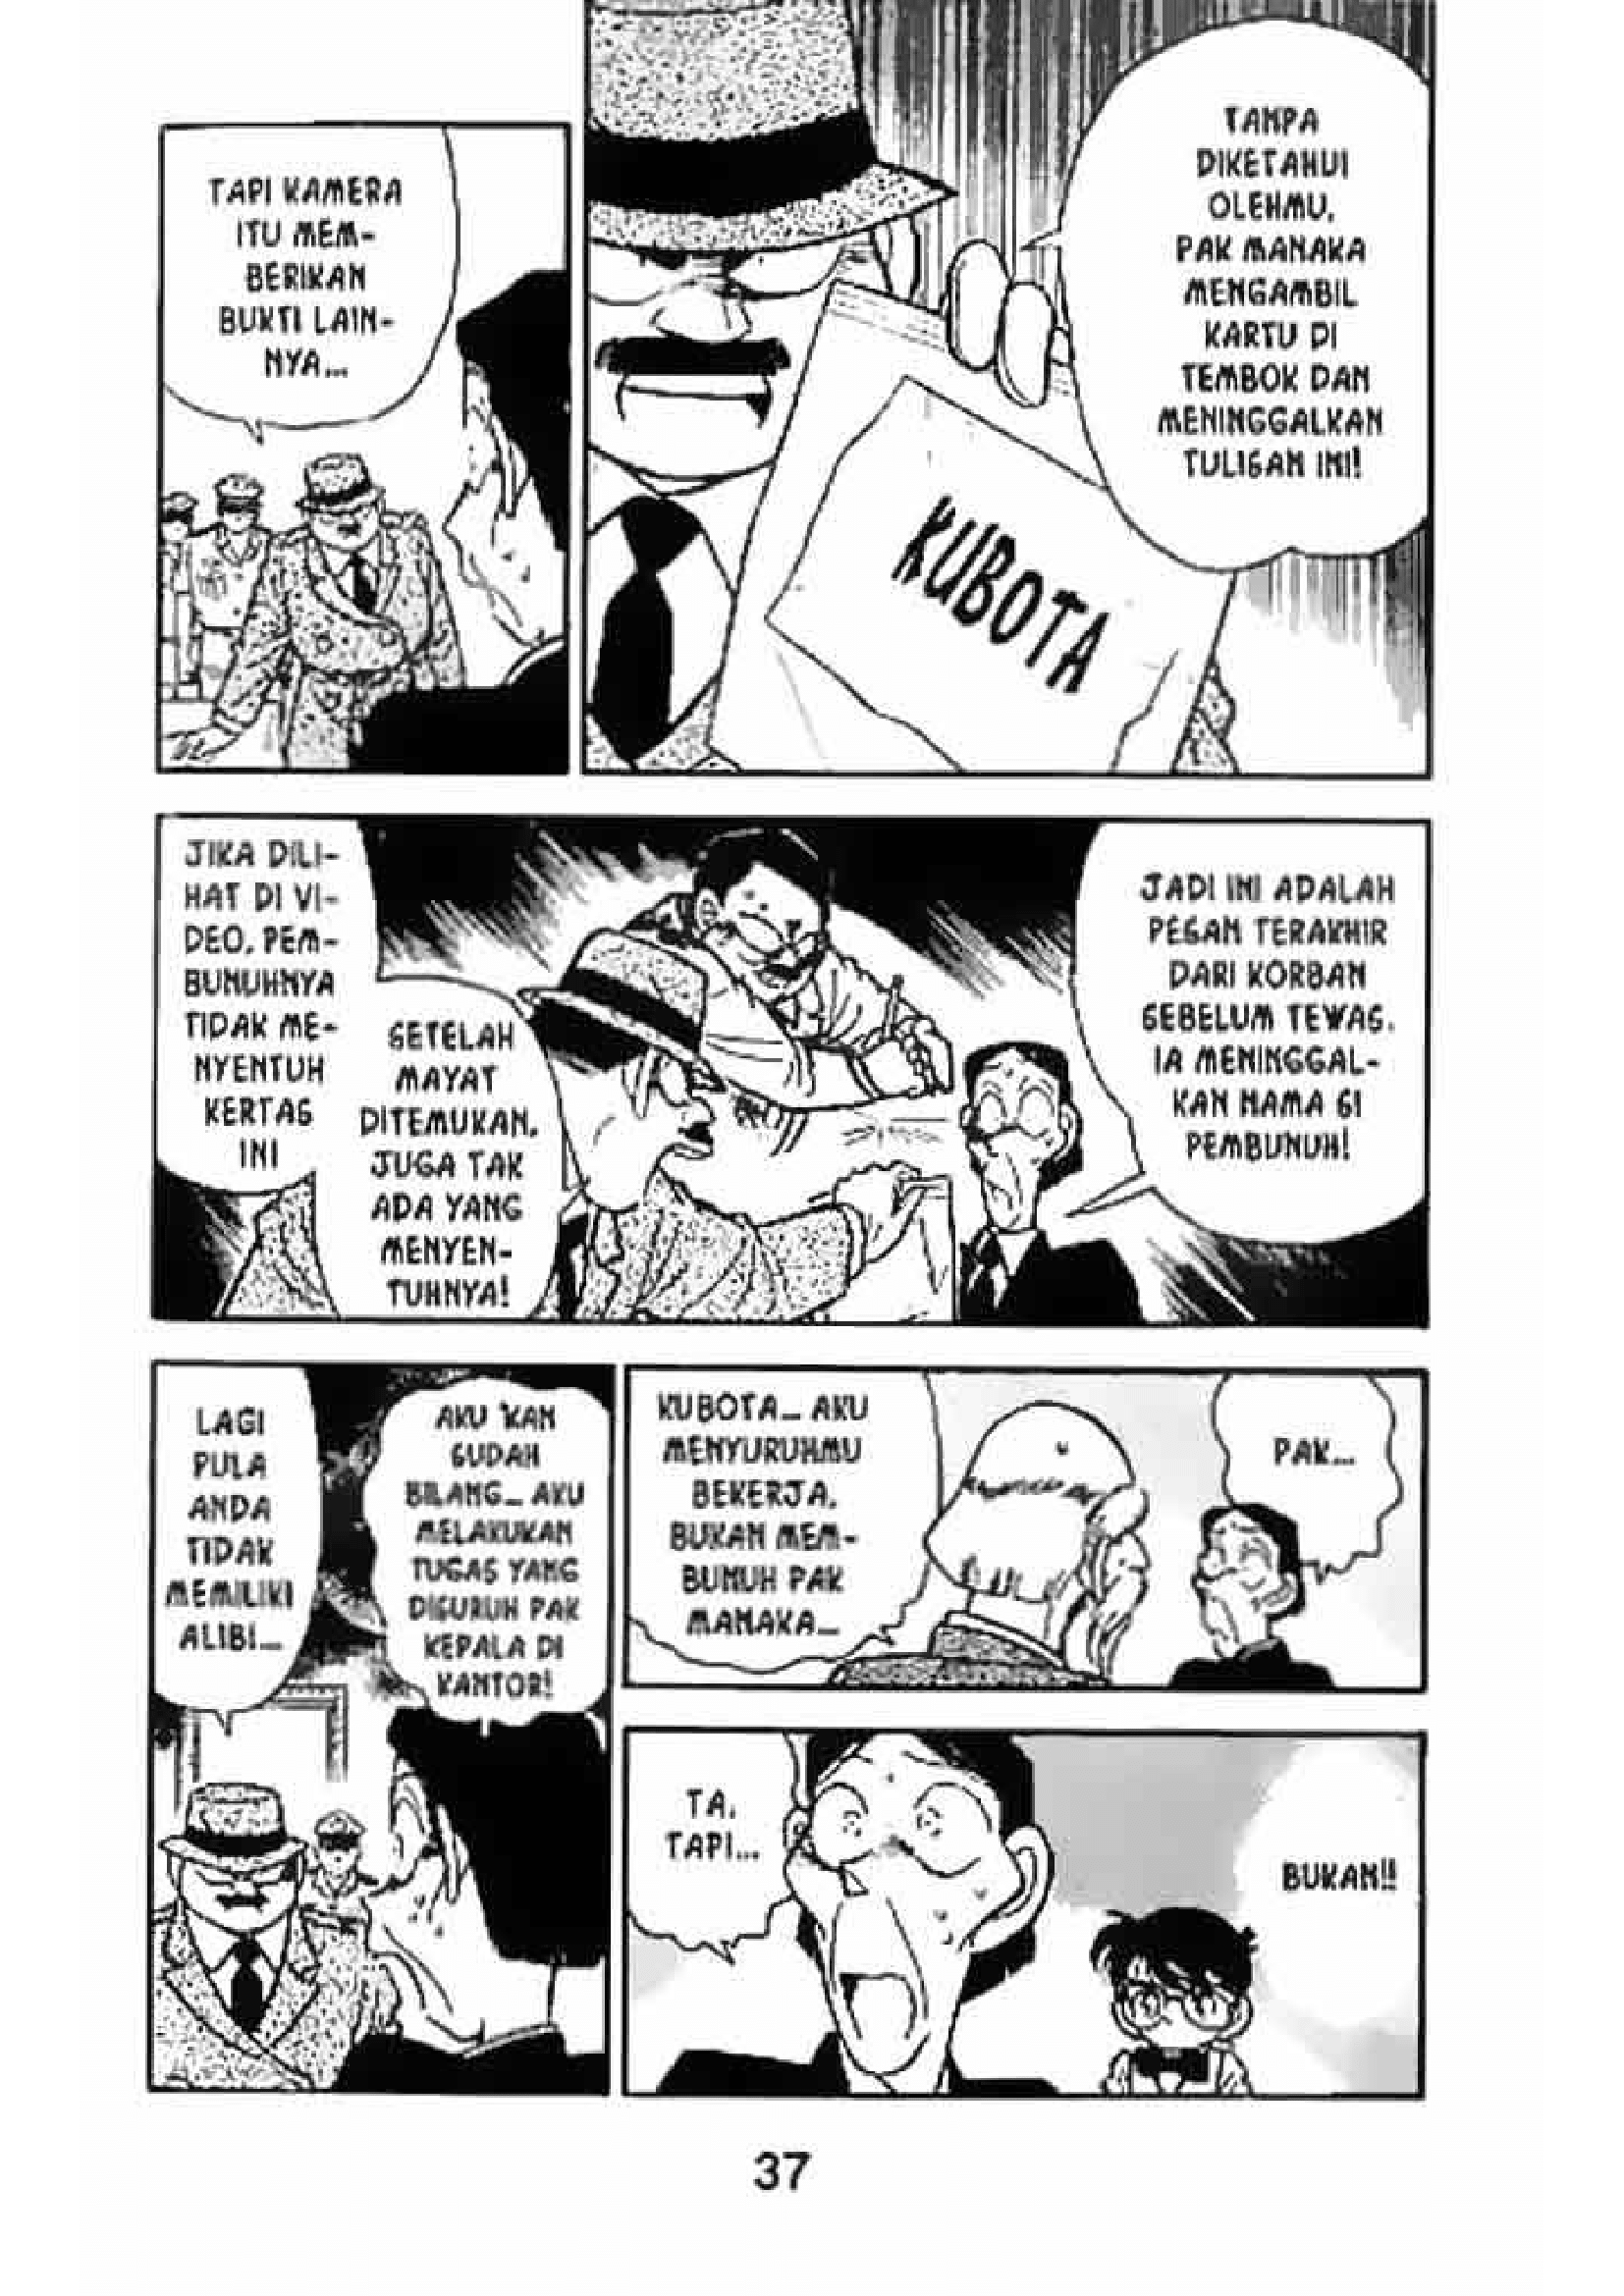 TAPI KAMERA
ITU MEM-
BERIKAN
BUKTI LAIN-
NYA...
TANPA
DIKETAHUI
OLEHMU,
PAK MANAKA
MENGAMBIL
KARTU DI
TEMBOK DAN
MENINGGALKAN
TULISAN INI!
KUBOTA
JIKA DILI-
HAT DI VI-
DEO, PEM-
BUNUHNYA
TIDAK ME-
NYENTUH
KERTAS
INI
SETELAH
MAYAT
DITEMUKAN,
JUGA TAK
ADA YANG
MENYEN-
TUHNYA!
JADI INI ADALAH
PESAN TERAKHIR
DARI KORBAN
SEBELUM TEWAS.
IA MENINGGAL-
KAN NAMA SI
PEMBUNUH!
LAGI
PULA
ANDA
TIDAK
MEMILIKI
ALIBI...
AKU 'KAN
SUDAH
BILANG... AKU
MELAKUKAN
TUGAS YANG
DISURUH PAK
KEPALA DI
KANTOR!
KUBOTA... AKU
MENYURUHMU
BEKERJA,
BUKAN MEM-
BUNUH PAK
MANAKA...
PAK...
TA,
TAPI...
BUKAN!!
37